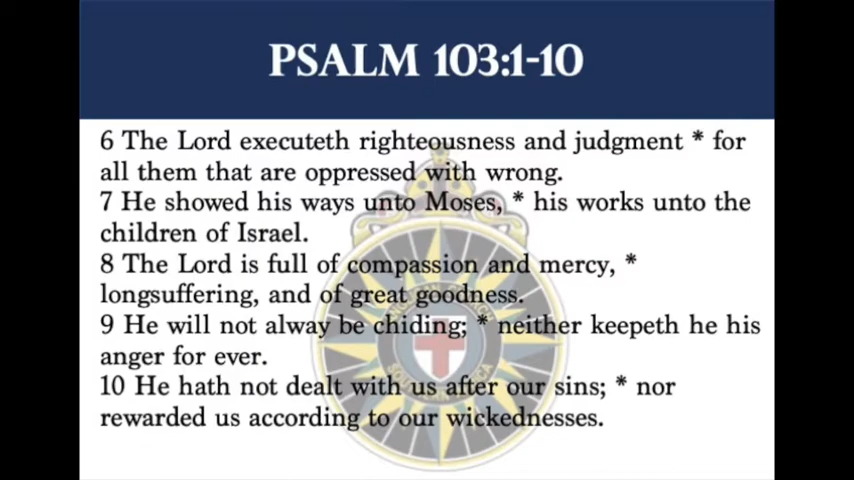 PSALM 103:1-10
6 The Lord executeth righteousness and judgment * for
all them that are oppressed with wrong.
7 He showed his ways unto Moses, * his works unto the
children of Israel.
8 The Lord is full of compassion and mercy, *
longsuffering, and of great goodness.
9 He will not alway be chiding; * neither keepeth he his
anger for ever.
10 He hath not dealt with us after our sins; * nor
rewarded us according to our wickednesses.